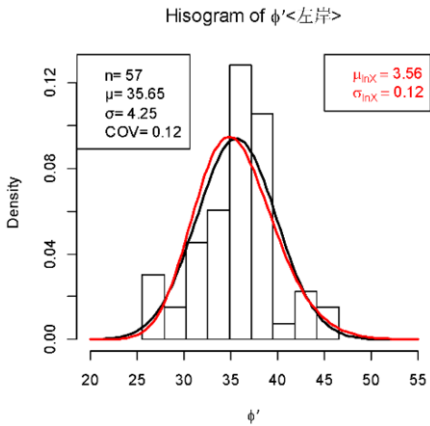 Hisogram of ϕ'<左岸>
n= 57
μ= 35.65
σ= 4.25
COV= 0.12
μlnX = 3.56
σlnX = 0.12
Density
0.12
0.08
0.04
0.00
20 25 30 35 40 45 50 55
ϕ'